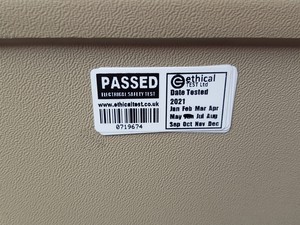 PASSED
ELECTRICAL SAFETY TEST
www.ethicaltest.co.uk
0719674
ethical
TEST Ltd
Date Tested
2021
Jan Feb Mar Apr
May Jul Aug
Sep Oct Nov Dec